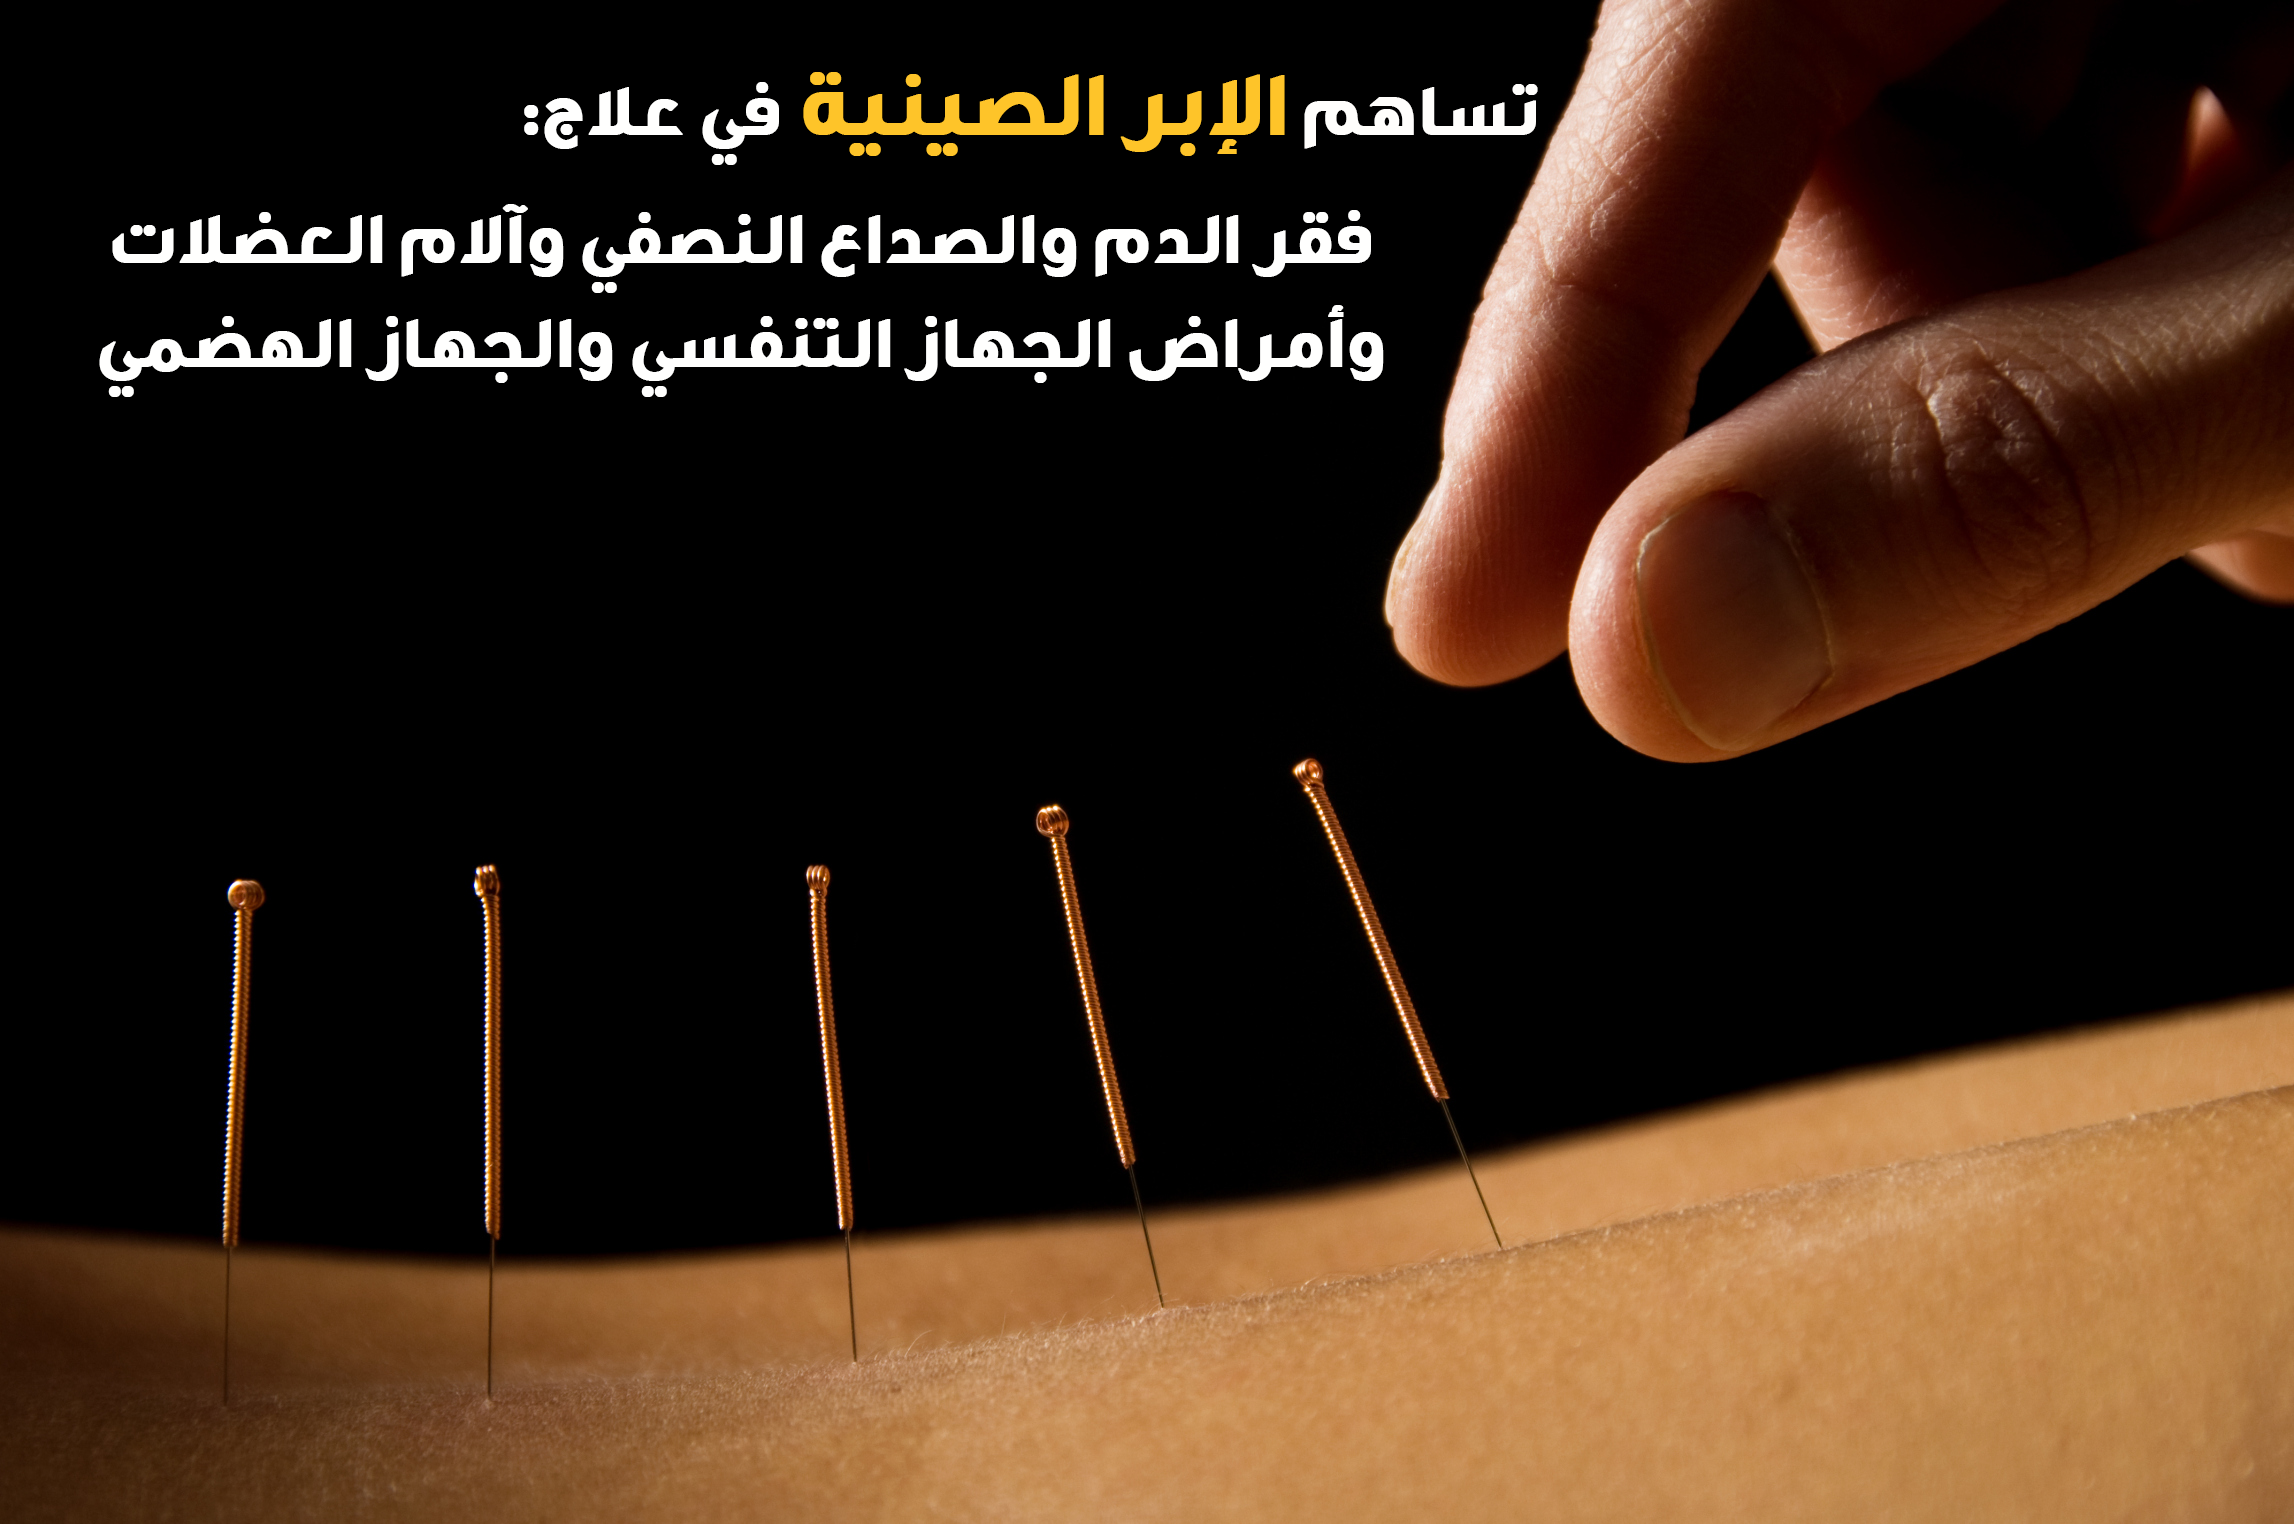 تساهم الإبر الصينية في علاج:
فقر الدم والصداع النصفي وآلام العضلات
وأمراض الجهاز التنفسي والجهاز الهضمي